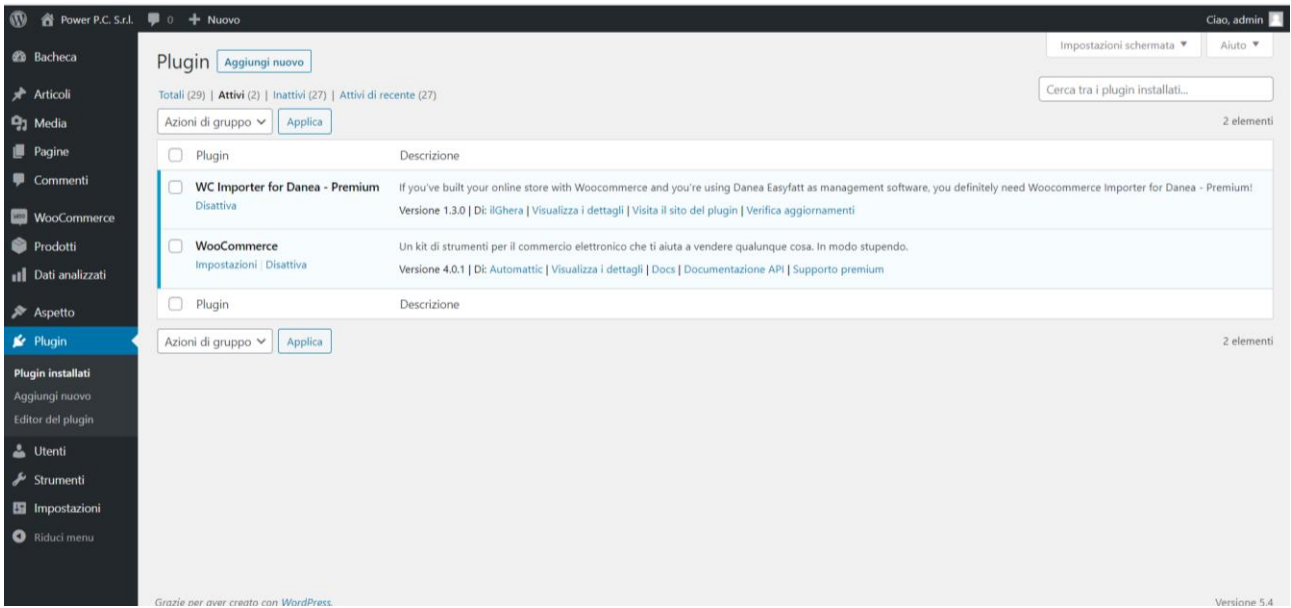 Power P.C. S.r.l. 0 Nuovo Ciao, admin
Bacheca
Articoli
Media
Pagine
Commenti
WooCommerce
Prodotti
Dati analizzati
Aspetto
Plugin
Plugin installati
Aggiungi nuovo
Editor del plugin
Utenti
Strumenti
Impostazioni
Riduci menu
Impostazioni schermata Aiuto
Plugin Aggiungi nuovo
Totali (29) | Attivi (2) | Inattivi (27) | Attivi di recente (27)
Cerca tra i plugin installati...
Azioni di gruppo Applica 2 elementi
Plugin Descrizione
WC Importer for Danea - Premium If you've built your online store with Woocommerce and you're using Danea Easyfatt as management software, you definitely need Woocommerce Importer for Danea - Premium!
Disattiva Versione 1.3.0 | Di: ilGhera | Visualizza i dettagli | Visita il sito del plugin | Verifica aggiornamenti
WooCommerce Un kit di strumenti per il commercio elettronico che ti aiuta a vendere qualunque cosa. In modo stupendo.
Impostazioni | Disattiva Versione 4.0.1 | Di: Automattic | Visualizza i dettagli | Docs | Documentazione API | Supporto premium
Plugin Descrizione
Azioni di gruppo Applica 2 elementi
Grazie per aver creato con WordPress. Versione 5.4